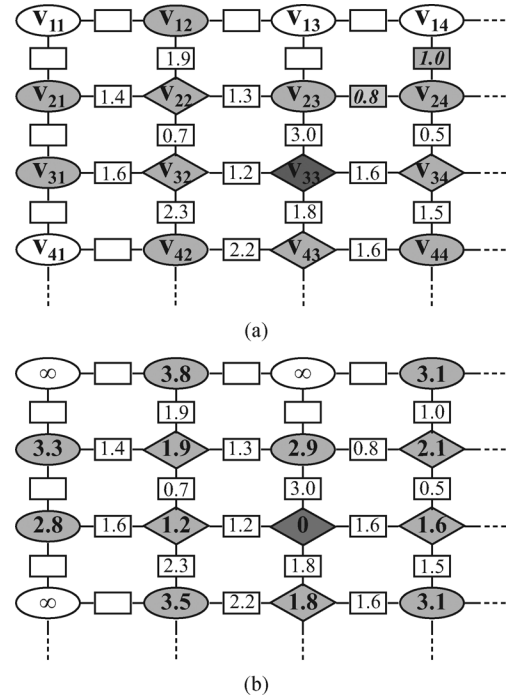 v11 v12 v13 v14
1.9 1.0
v21 1.4 v22 1.3 v23 0.8 v24
0.7 3.0 0.5
v31 1.6 v32 1.2 v33 1.6 v34
2.3 1.8 1.5
v41 v42 2.2 v43 1.6 v44
(a)
∞ 3.8 ∞ 3.1
1.9 1.0
3.3 1.4 1.9 1.3 2.9 0.8 2.1
0.7 3.0 0.5
2.8 1.6 1.2 1.2 0 1.6 1.6
2.3 1.8 1.5
∞ 3.5 2.2 1.8 1.6 3.1
(b)